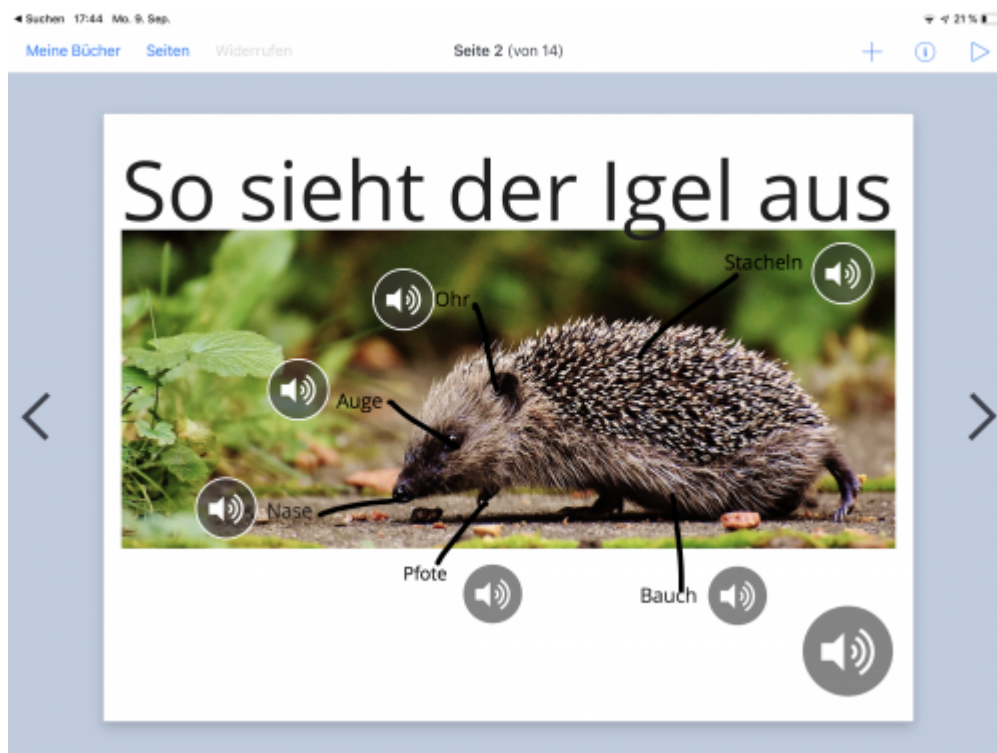 Suchen 17:44 Mo. 9. Sep. 21 %
Meine Bücher Seiten Widerrufen Seite 2 (von 14)
So sieht der Igel aus
Stacheln
Ohr
Auge
Nase
Pfote
Bauch